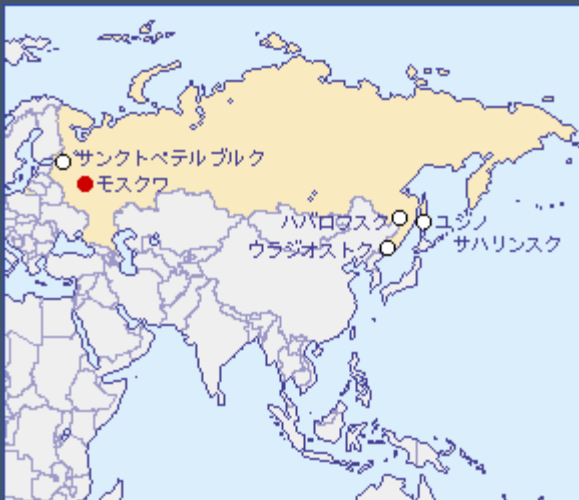 サンクトペテルブルク
モスクワ
ハバロフスク
ユジノ
サハリンスク
ウラジオストク